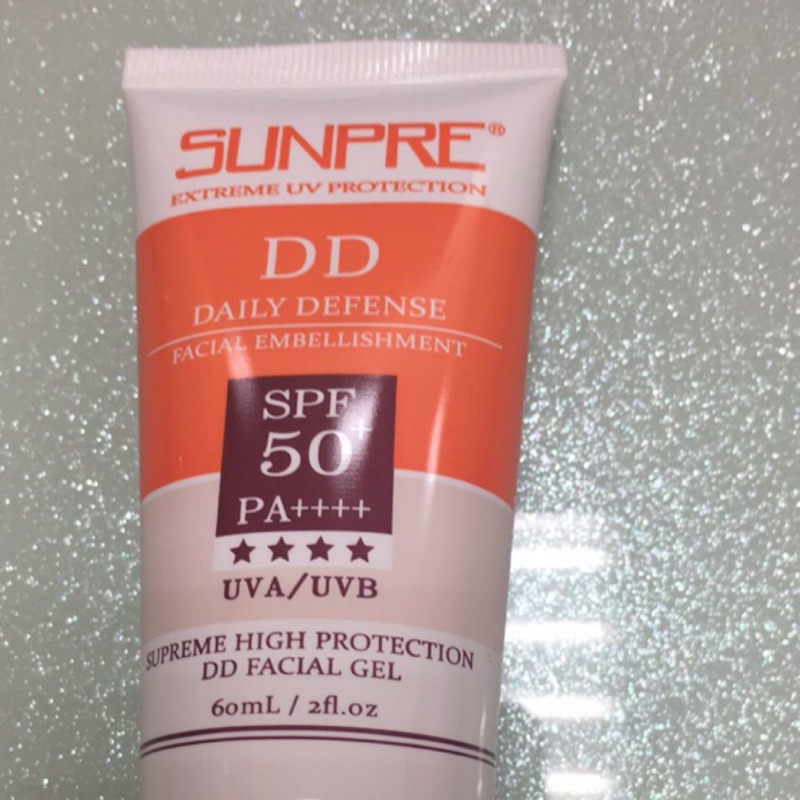 SUNPRE®
EXTREME UV PROTECTION
DD
DAILY DEFENSE
FACIAL EMBELLISHMENT
SPF
50+
PA++++
★★★★
UVA/UVB
SUPREME HIGH PROTECTION
DD FACIAL GEL
60mL / 2fl.oz